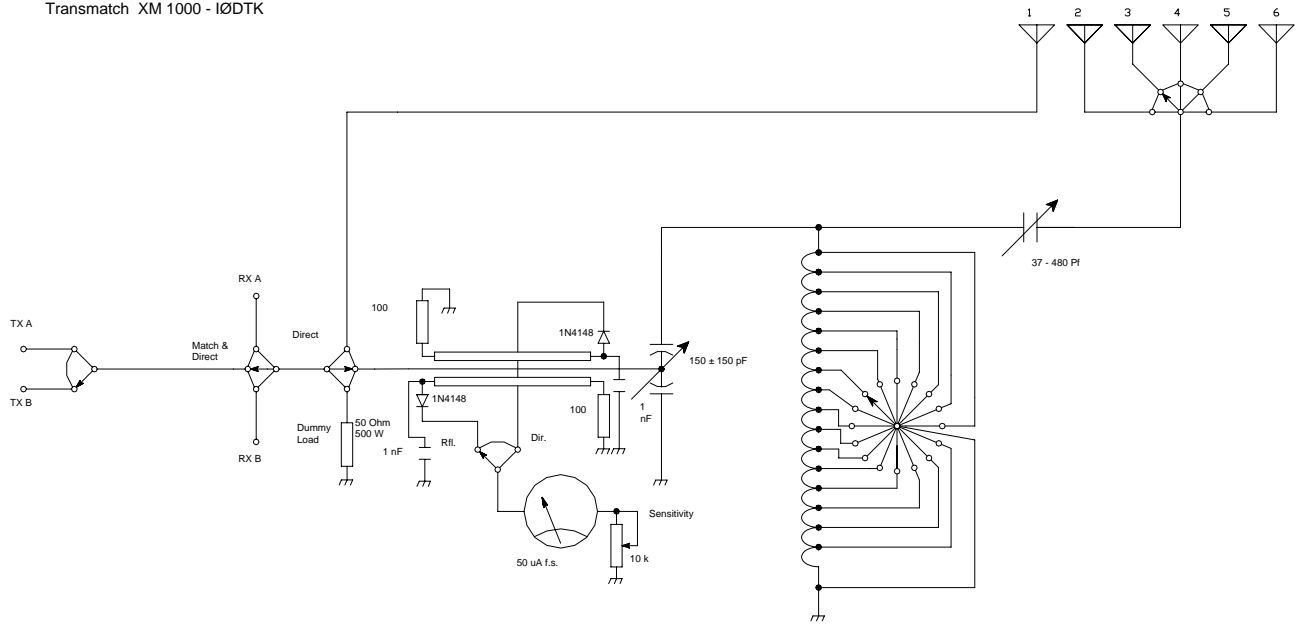 Transmatch XM 1000 - IØDTK
1 2 3 4 5 6
37 - 480 Pf
RX A
100
TX A
Match &
Direct
Direct
1N4148
150 ± 150 pF
TX B
1N4148
100
1
nF
Dummy
Load
50 Ohm
500 W
RX B
1 nF
Rfl.
Dir.
Sensitivity
50 uA f.s.
10 k